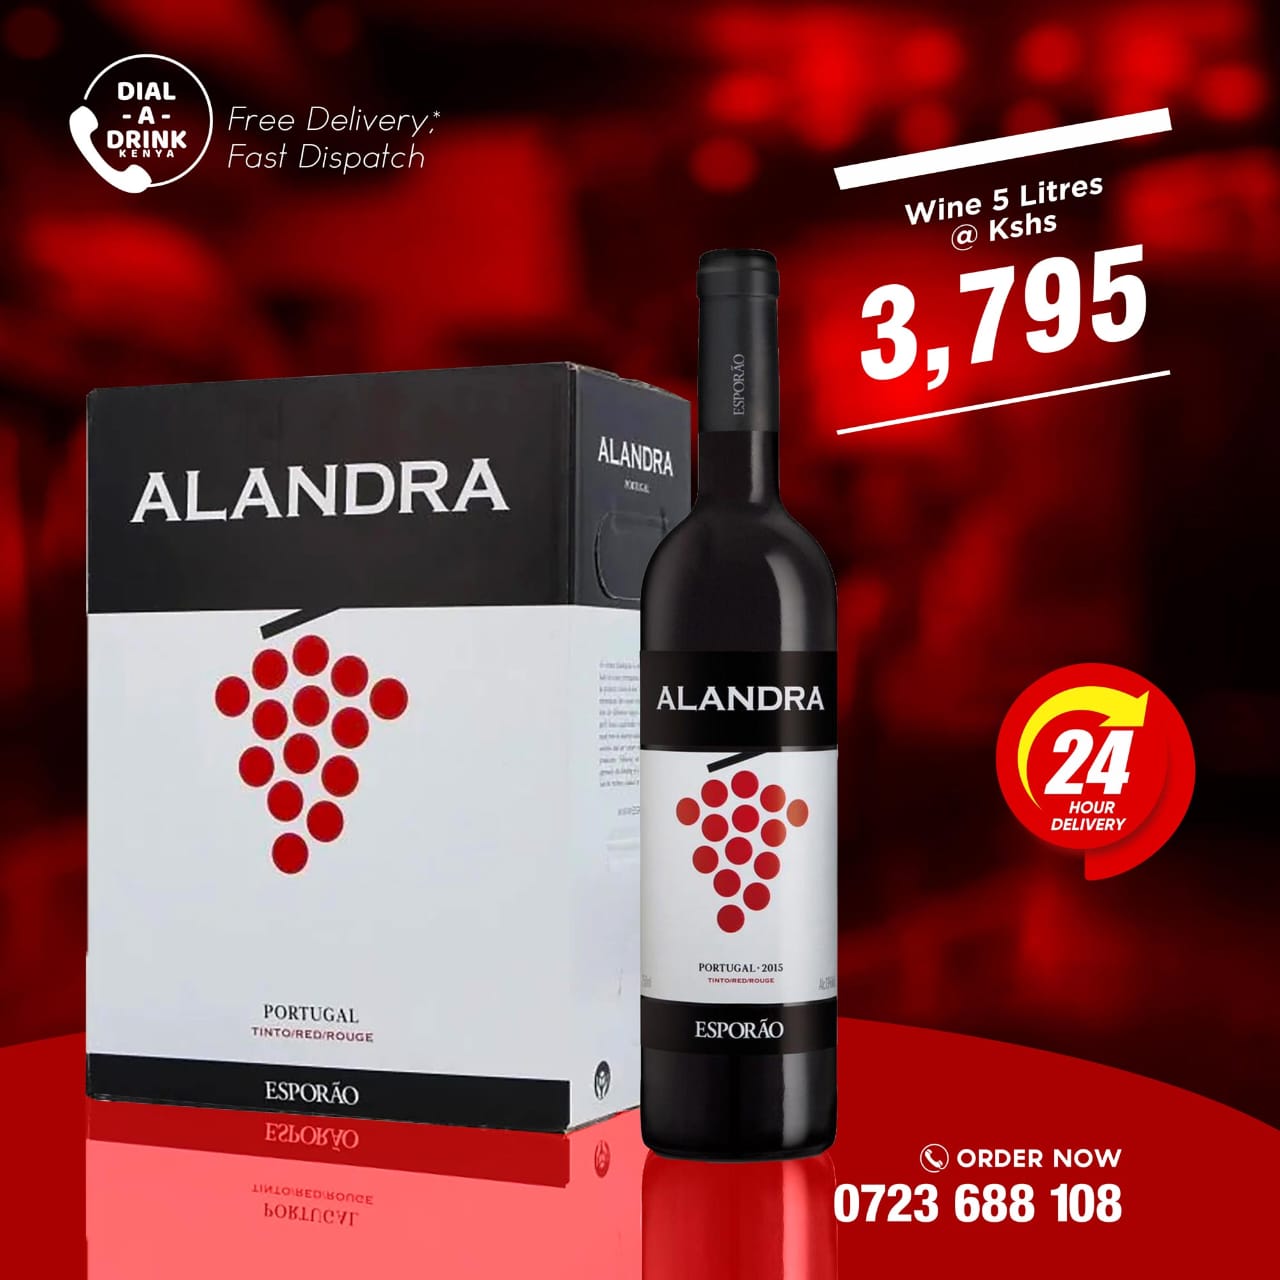 DIAL
- A -
DRINK
KENYA
Free Delivery,*
Fast Dispatch
Wine 5 Litres
@ Kshs
3,795
ESPORÃO
ALANDRA
PORTUGAL
ALANDRA
PORTUGAL
TINTO/RED/ROUGE
ESPORÃO
ALANDRA
PORTUGAL · 2015
TINTO/RED/ROUGE
ESPORÃO
24
HOUR
DELIVERY
ORDER NOW
0723 688 108